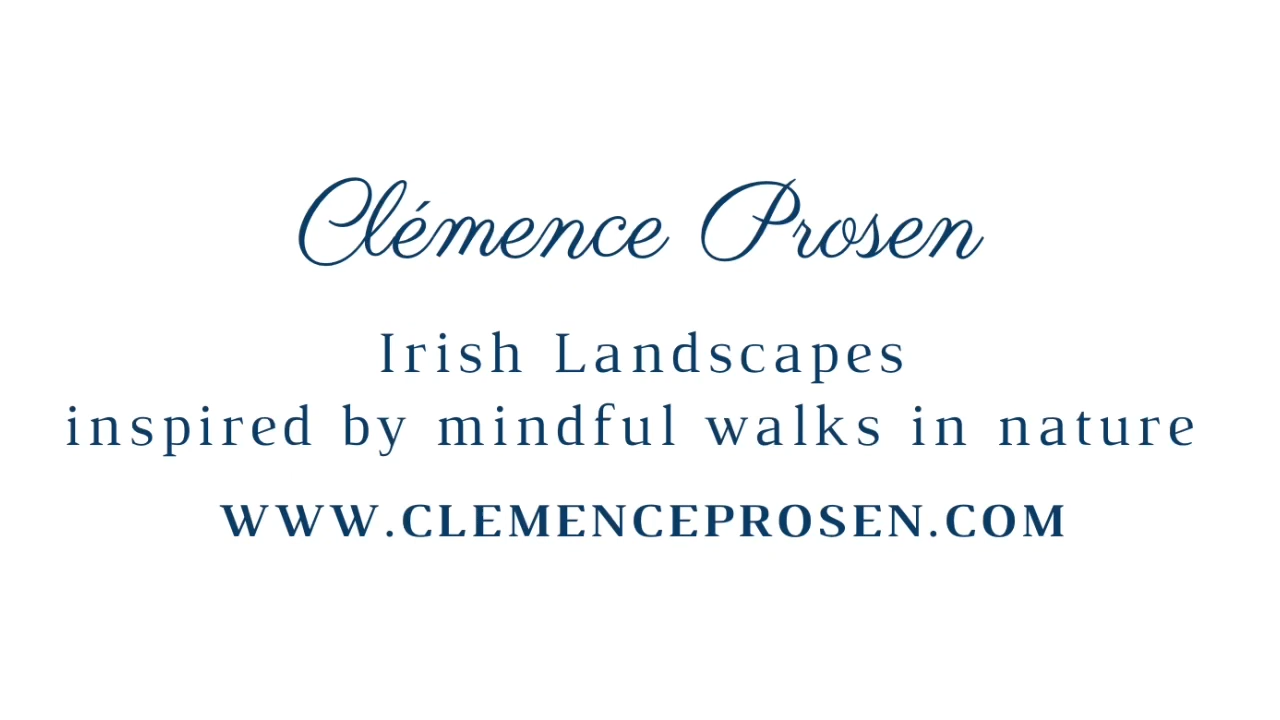 Clémence Prosen
Irish Landscapes
inspired by mindful walks in nature
WWW.CLEMENCEPROSEN.COM